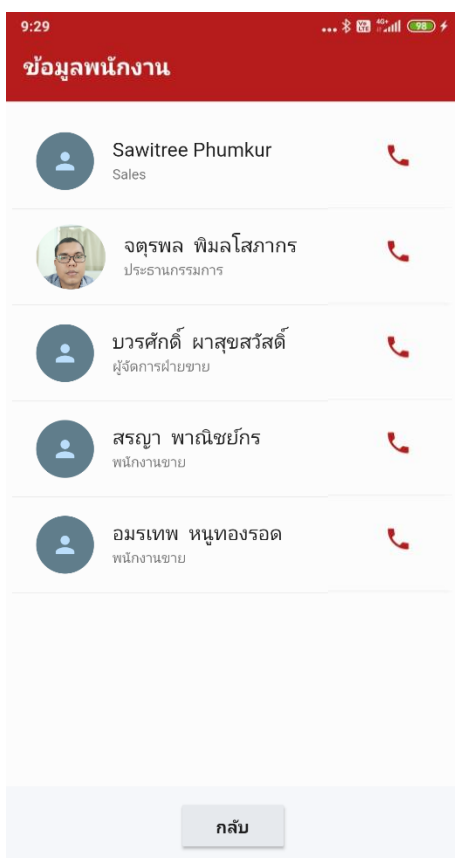 9:29
4G+
98
ข้อมูลพนักงาน
Sawitree Phumkur
Sales
จตุรพล พิมลโสภากร
ประธานกรรมการ
บวรศักดิ์ ผาสุขสวัสดิ์
ผู้จัดการฝ่ายขาย
สรญา พาณิชย์กร
พนักงานขาย
อมรเทพ หนูทองรอด
พนักงานขาย
กลับ